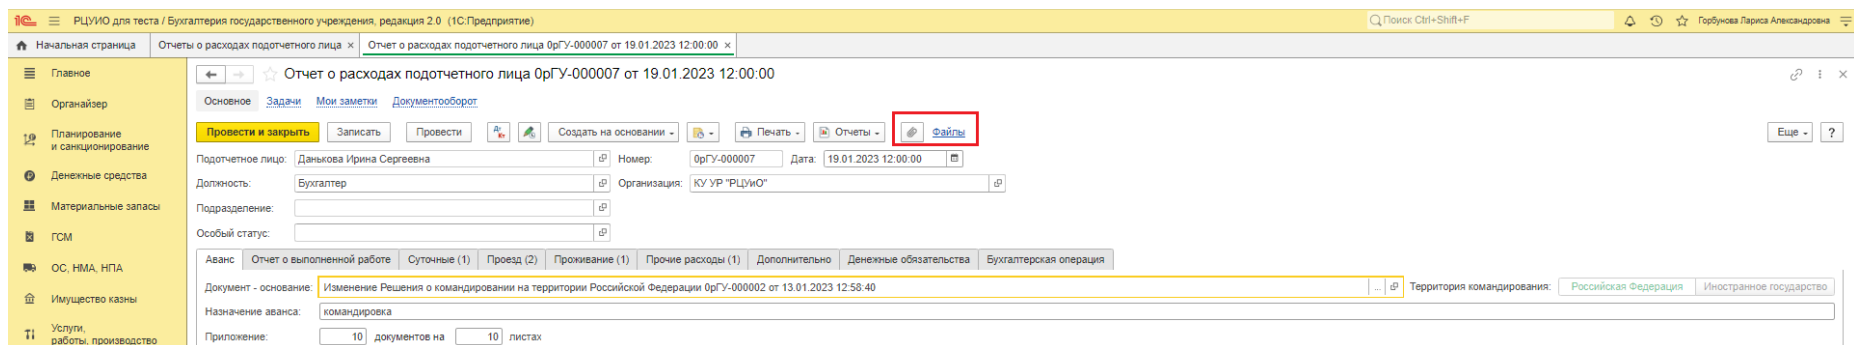 1С РЦУИО для теста / Бухгалтерия государственного учреждения, редакция 2.0 (1С:Предприятие) Поиск Ctrl+Shift+F Горбунова Лариса Александровна
Начальная страница Отчеты о расходах подотчетного лица × Отчет о расходах подотчетного лица 0рГУ-000007 от 19.01.2023 12:00:00 ×
Главное
Органайзер
Планирование
и санкционирование
Денежные средства
Материальные запасы
ГСМ
ОС, НМА, НПА
Имущество казны
Услуги,
работы, производство
Отчет о расходах подотчетного лица 0рГУ-000007 от 19.01.2023 12:00:00
Основное Задачи Мои заметки Документооборот
Провести и закрыть Записать Провести Дт Кт Создать на основании Печать Отчеты Файлы Еще ?
Подотчетное лицо: Данькова Ирина Сергеевна Номер: 0рГУ-000007 Дата: 19.01.2023 12:00:00
Должность: Бухгалтер Организация: КУ УР "РЦУиО"
Подразделение:
Особый статус:
Аванс Отчет о выполненной работе Суточные (1) Проезд (2) Проживание (1) Прочие расходы (1) Дополнительно Денежные обязательства Бухгалтерская операция
Документ - основание: Изменение Решения о командировании на территории Российской Федерации 0рГУ-000002 от 13.01.2023 12:58:40 ... Территория командирования: Российская Федерация Иностранное государство
Назначение аванса: командировка
Приложение: 10 документов на 10 листах